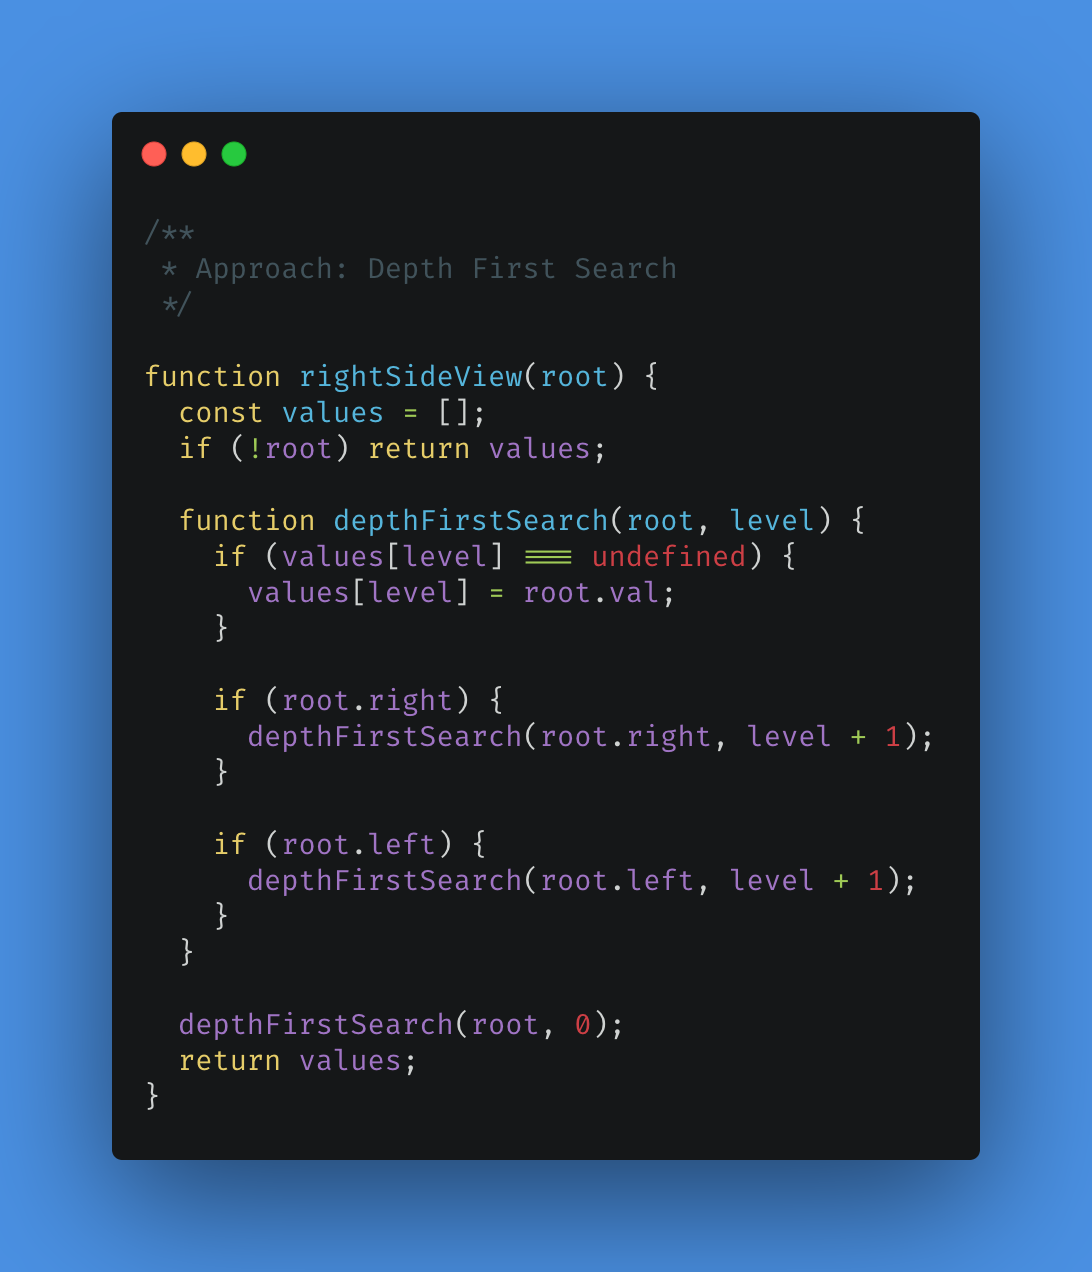 /**
 * Approach: Depth First Search
 */

function rightSideView(root) {
  const values = [];
  if (!root) return values;

  function depthFirstSearch(root, level) {
    if (values[level] === undefined) {
      values[level] = root.val;
    }

    if (root.right) {
      depthFirstSearch(root.right, level + 1);
    }

    if (root.left) {
      depthFirstSearch(root.left, level + 1);
    }
  }

  depthFirstSearch(root, 0);
  return values;
}